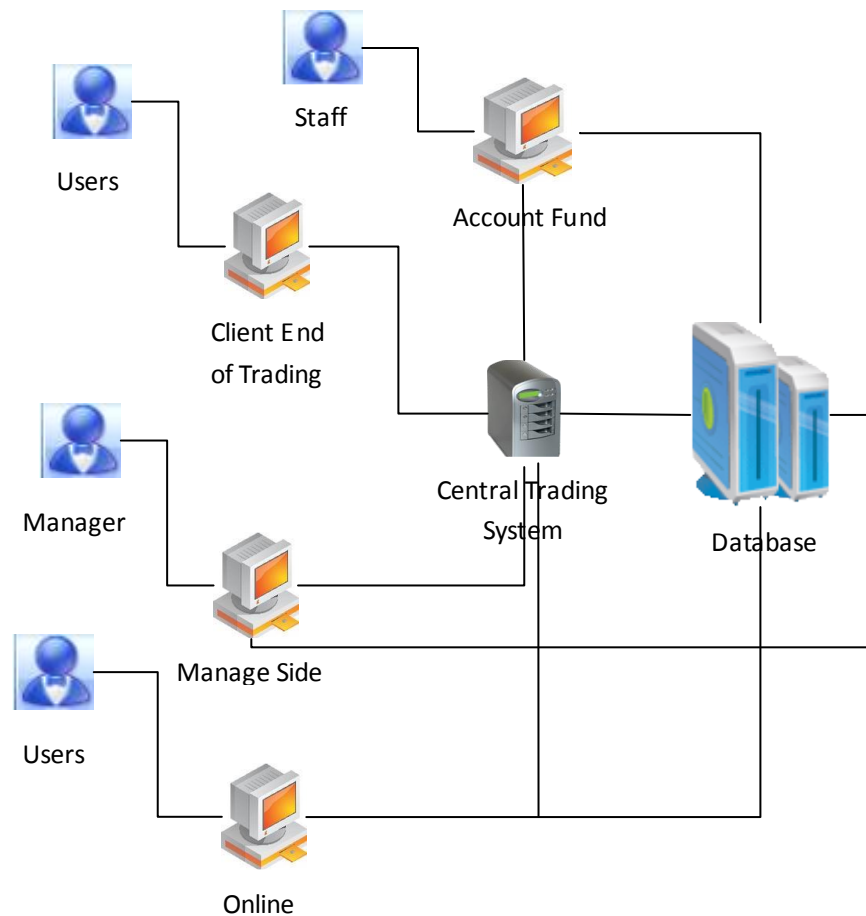 Staff
Users
Account Fund
Client End
of Trading
Central Trading
System
Manager
Database
Manage Side
Users
Online